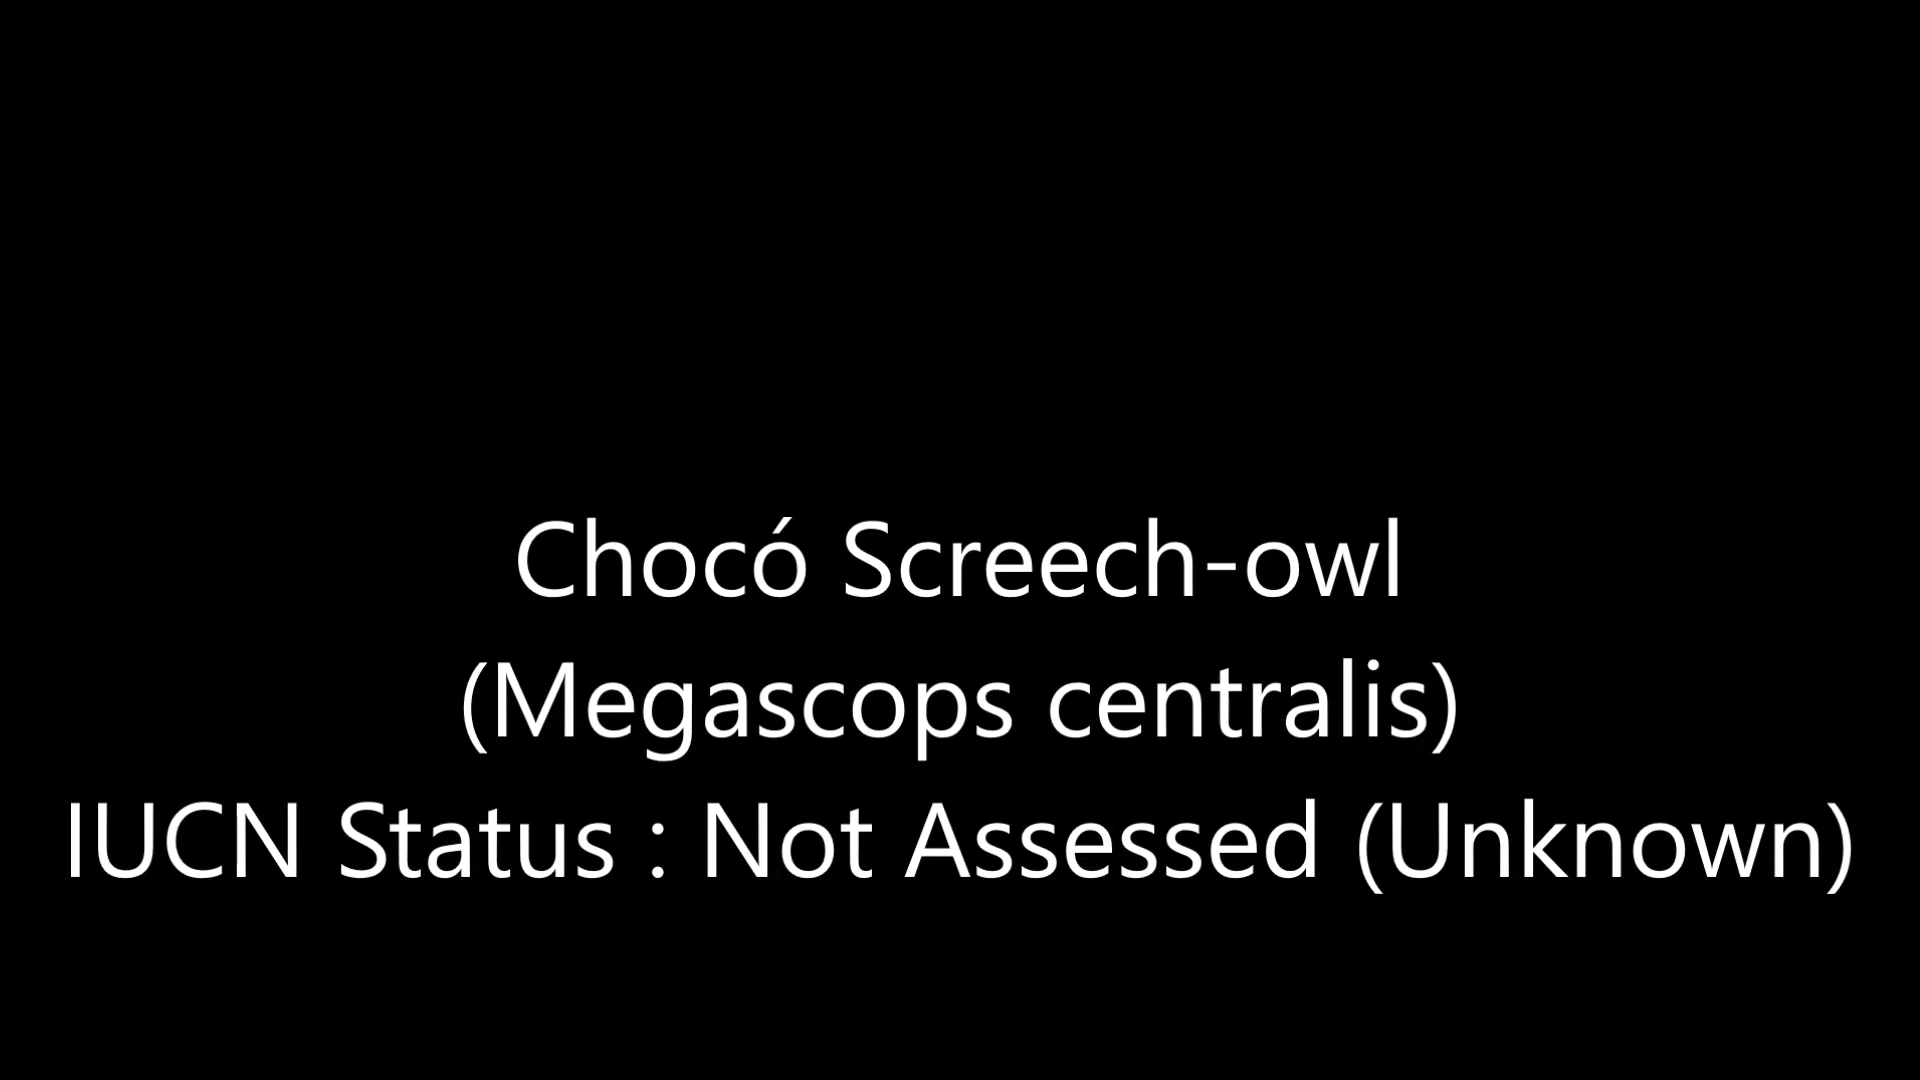 Chocó Screech-owl
(Megascops centralis)
IUCN Status : Not Assessed (Unknown)